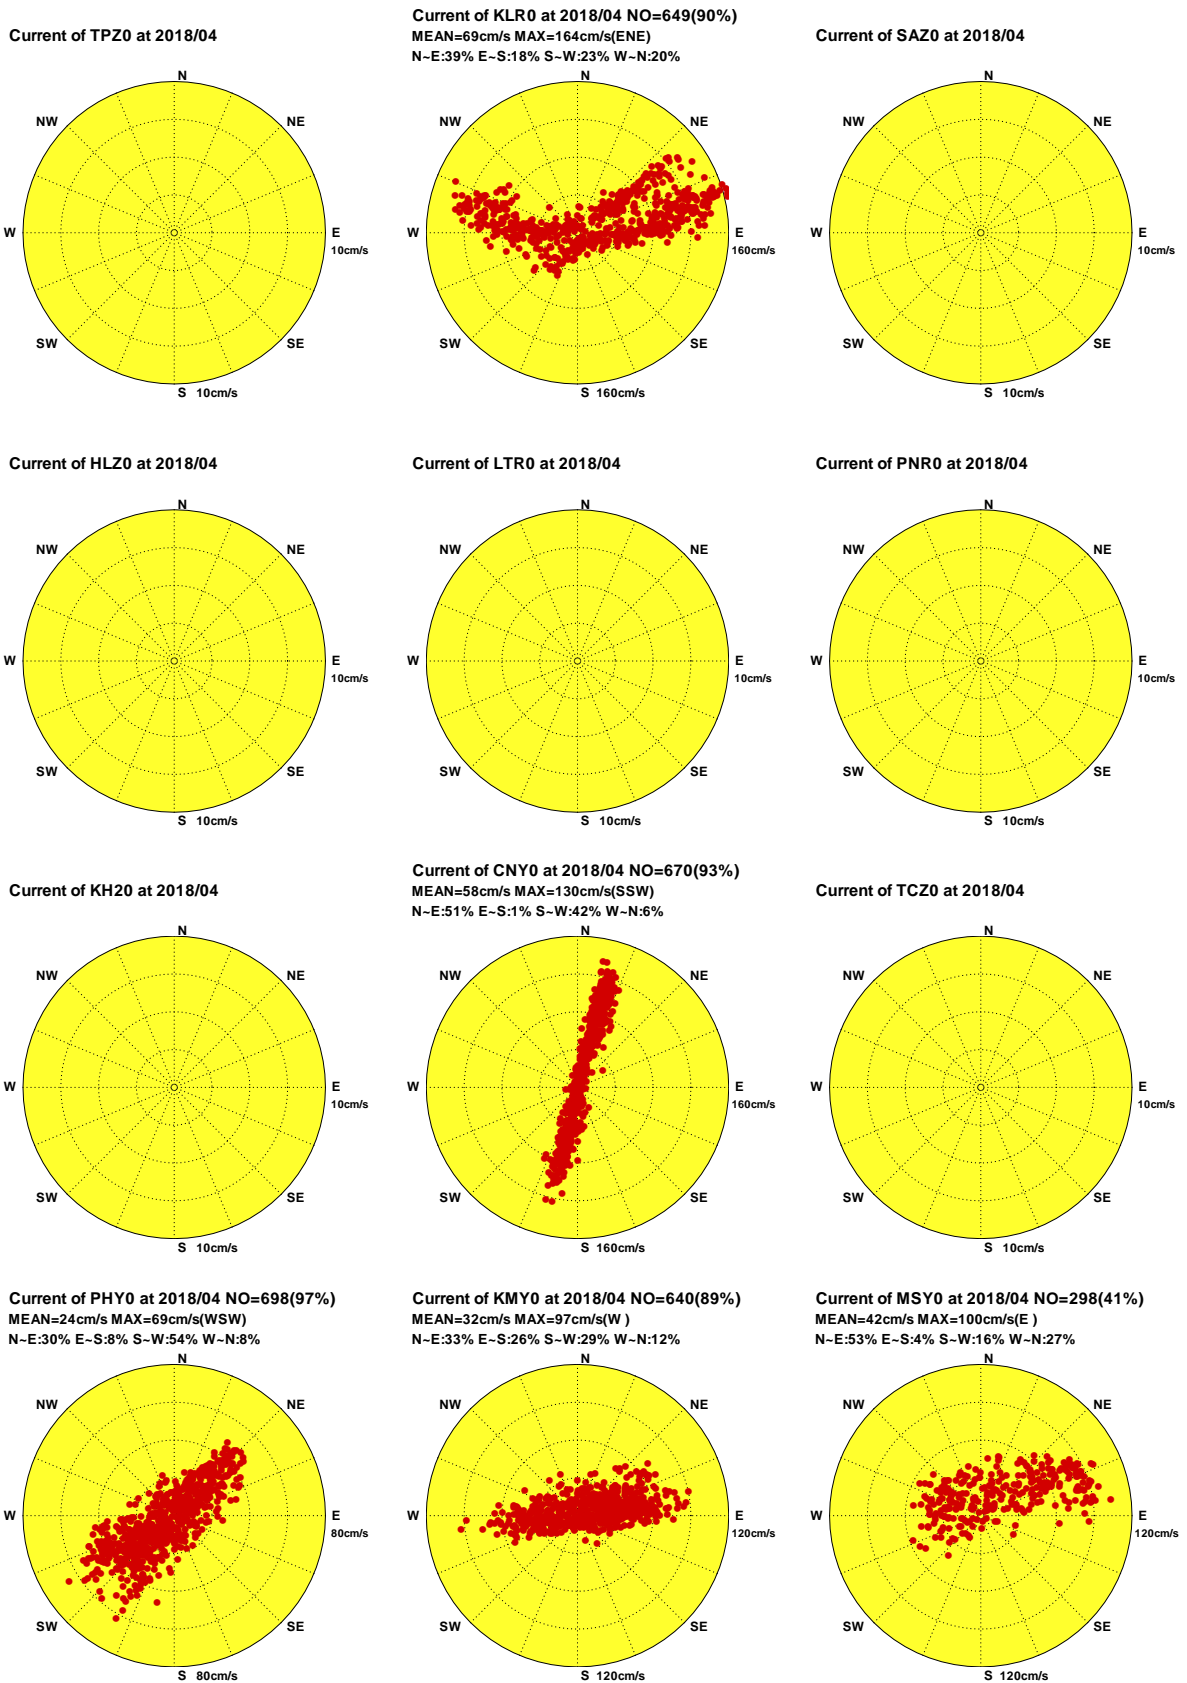 Current of TPZ0 at 2018/04
N
NW
NE
W
E
10cm/s
SW
SE
S 10cm/s
Current of KLR0 at 2018/04 NO=649(90%)
MEAN=69cm/s MAX=164cm/s(ENE)
N~E:39% E~S:18% S~W:23% W~N:20%
N
NW
NE
W
E
160cm/s
SW
SE
S 160cm/s
Current of SAZ0 at 2018/04
N
NW
NE
W
E
10cm/s
SW
SE
S 10cm/s
Current of HLZ0 at 2018/04
N
NW
NE
W
E
10cm/s
SW
SE
S 10cm/s
Current of LTR0 at 2018/04
N
NW
NE
W
E
10cm/s
SW
SE
S 10cm/s
Current of PNR0 at 2018/04
N
NW
NE
W
E
10cm/s
SW
SE
S 10cm/s
Current of KH20 at 2018/04
N
NW
NE
W
E
10cm/s
SW
SE
S 10cm/s
Current of CNY0 at 2018/04 NO=670(93%)
MEAN=58cm/s MAX=130cm/s(SSW)
N~E:51% E~S:1% S~W:42% W~N:6%
N
NW
NE
W
E
160cm/s
SW
SE
S 160cm/s
Current of TCZ0 at 2018/04
N
NW
NE
W
E
10cm/s
SW
SE
S 10cm/s
Current of PHY0 at 2018/04 NO=698(97%)
MEAN=24cm/s MAX=69cm/s(WSW)
N~E:30% E~S:8% S~W:54% W~N:8%
N
NW
NE
W
E
80cm/s
SW
SE
S 80cm/s
Current of KMY0 at 2018/04 NO=640(89%)
MEAN=32cm/s MAX=97cm/s(W )
N~E:33% E~S:26% S~W:29% W~N:12%
N
NW
NE
W
E
120cm/s
SW
SE
S 120cm/s
Current of MSY0 at 2018/04 NO=298(41%)
MEAN=42cm/s MAX=100cm/s(E )
N~E:53% E~S:4% S~W:16% W~N:27%
N
NW
NE
W
E
120cm/s
SW
SE
S 120cm/s